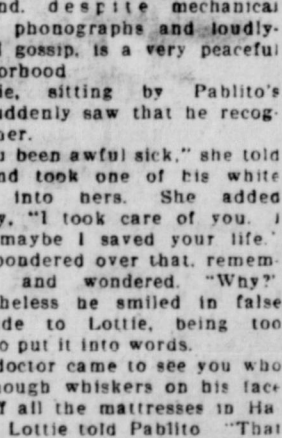 nd. despite mechanical
phonographs and loudly-
gossip, is a very peaceful
orhood
ie, sitting by Pablito's
uddenly saw that he recog-
er.
u been awful sick," she told
nd took one of his white
into hers. She added
y, "I took care of you. I
maybe I saved your life."
pondered over that, remem-
and wondered. "Why?"
heless he smiled in false
de to Lottie, being too
o put it into words.
doctor came to see you who
nough whiskers on his face
f all the mattresses in Ha
Lottie told Pablito "That